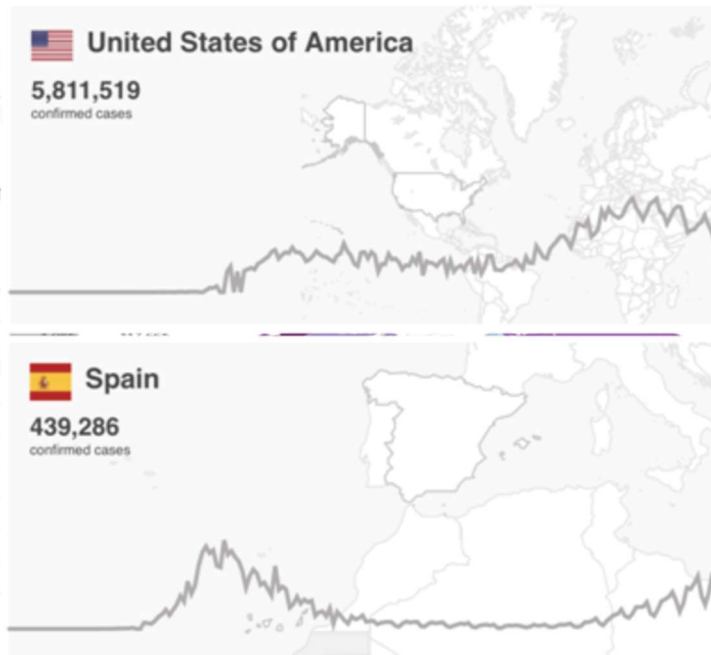 United States of America
5,811,519
confirmed cases
Spain
439,286
confirmed cases